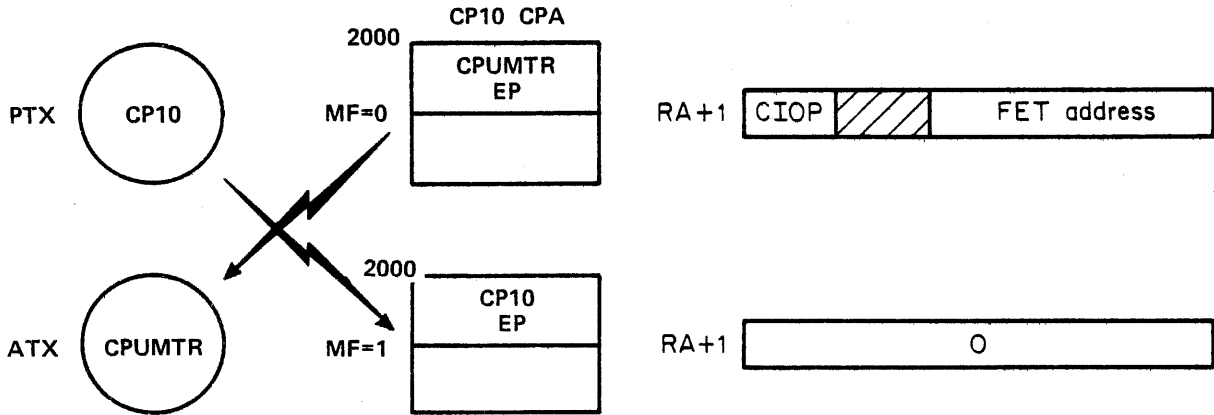 CP10 CPA
2000
PTX
CP10
CPUMTR
EP
MF=0
RA+1
CIOP
FET address
2000
ATX
CPUMTR
CP10
EP
MF=1
RA+1
0